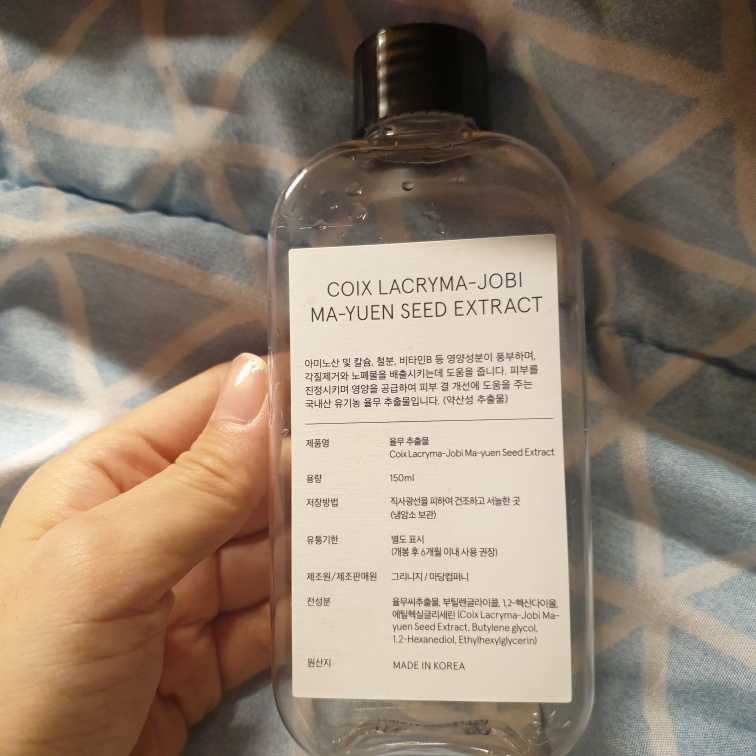 COIX LACRYMA-JOBI
MA-YUEN SEED EXTRACT
아미노산 및 칼슘, 철분, 비타민B 등 영양성분이 풍부하며,
각질제거와 노폐물을 배출시키는데 도움을 줍니다. 피부를
진정시키며 영양을 공급하여 피부 결 개선에 도움을 주는
국내산 유기농 율무 추출물입니다. (약산성 추출물)
제품명 율무 추출물
Coix Lacryma-Jobi Ma-yuen Seed Extract
용량 150ml
저장방법 직사광선을 피하여 건조하고 서늘한 곳
(냉암소 보관)
유통기한 별도 표시
(개봉 후 6개월 이내 사용 권장)
제조원/제조판매원 그리니지 / 마당컴퍼니
전성분 율무씨추출물, 부틸렌글라이콜, 1,2-헥산다이올,
에틸헥실글리세린 (Coix Lacryma-Jobi Ma-
yuen Seed Extract, Butylene glycol,
1,2-Hexanediol, Ethylhexylglycerin)
원산지 MADE IN KOREA